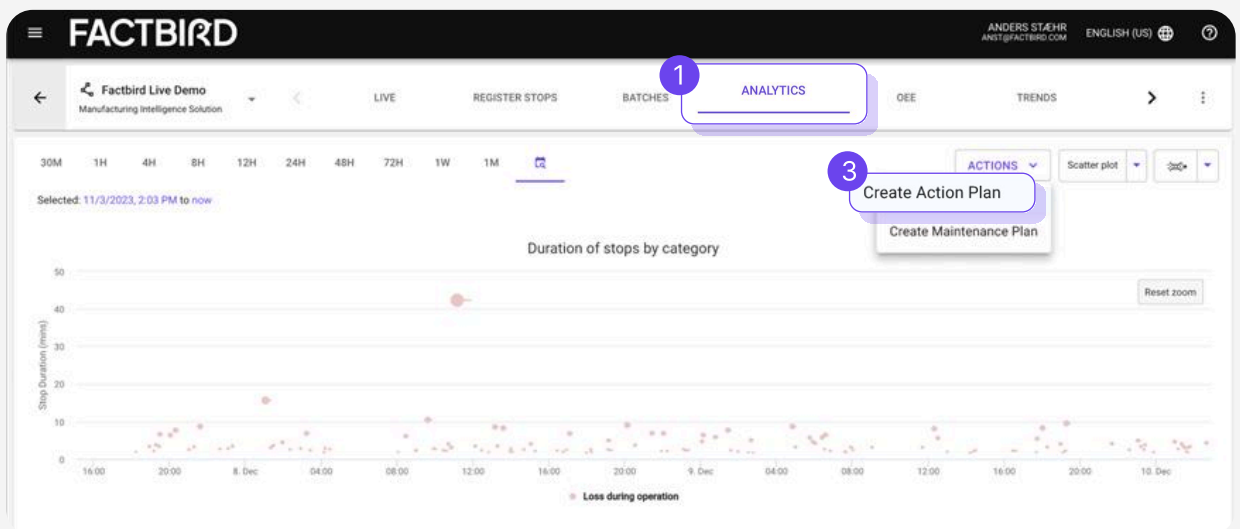 FACTBIRD
ANDERS STÆHR
ANST@FACTBIRD.COM
ENGLISH (US)
Factbird Live Demo
Manufacturing Intelligence Solution
LIVE
REGISTER STOPS
BATCHES
1
ANALYTICS
OEE
TRENDS
30M 1H 4H 8H 12H 24H 48H 72H 1W 1M
ACTIONS
Scatter plot
Selected: 11/3/2023, 2:03 PM to now
3
Create Action Plan
Create Maintenance Plan
Duration of stops by category
Reset zoom
Stop Duration (mins)
50
40
30
20
10
0
16:00 20:00 8. Dec 04:00 08:00 12:00 16:00 20:00 9. Dec 04:00 08:00 12:00 16:00 20:00 10. Dec
Loss during operation